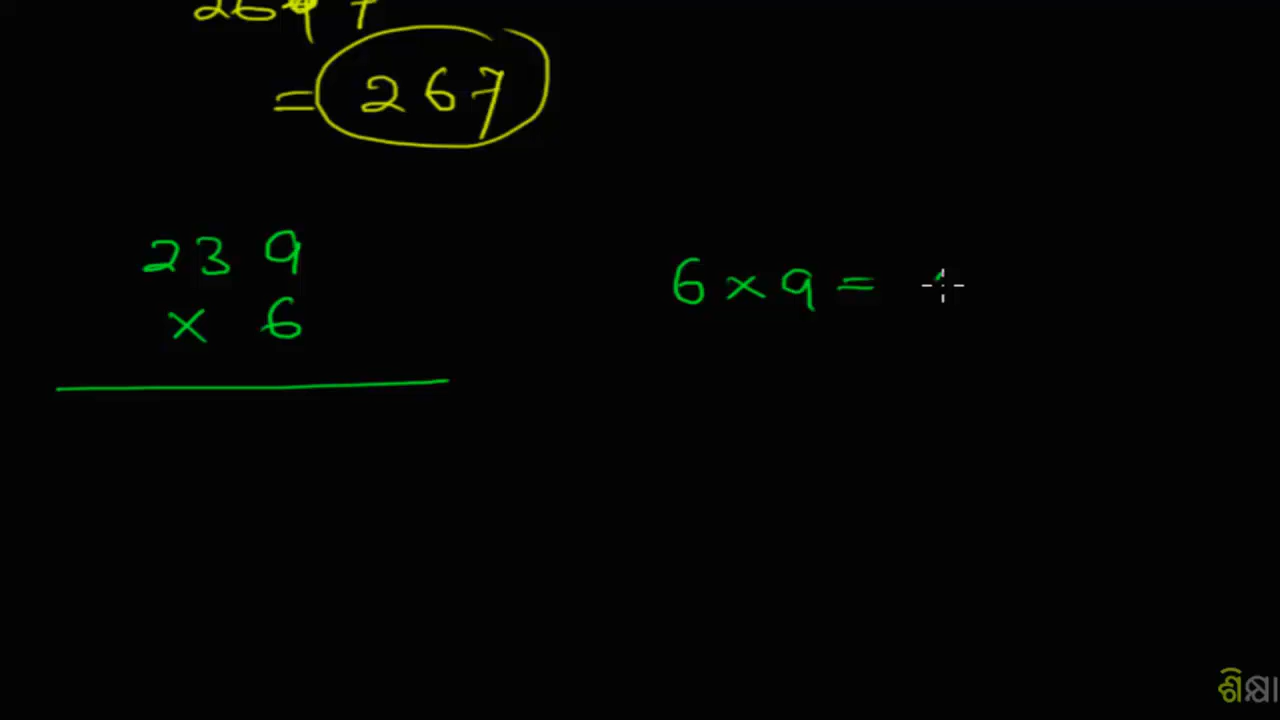 = 267
239
× 6
6 × 9 =
ଶିକ୍ଷା